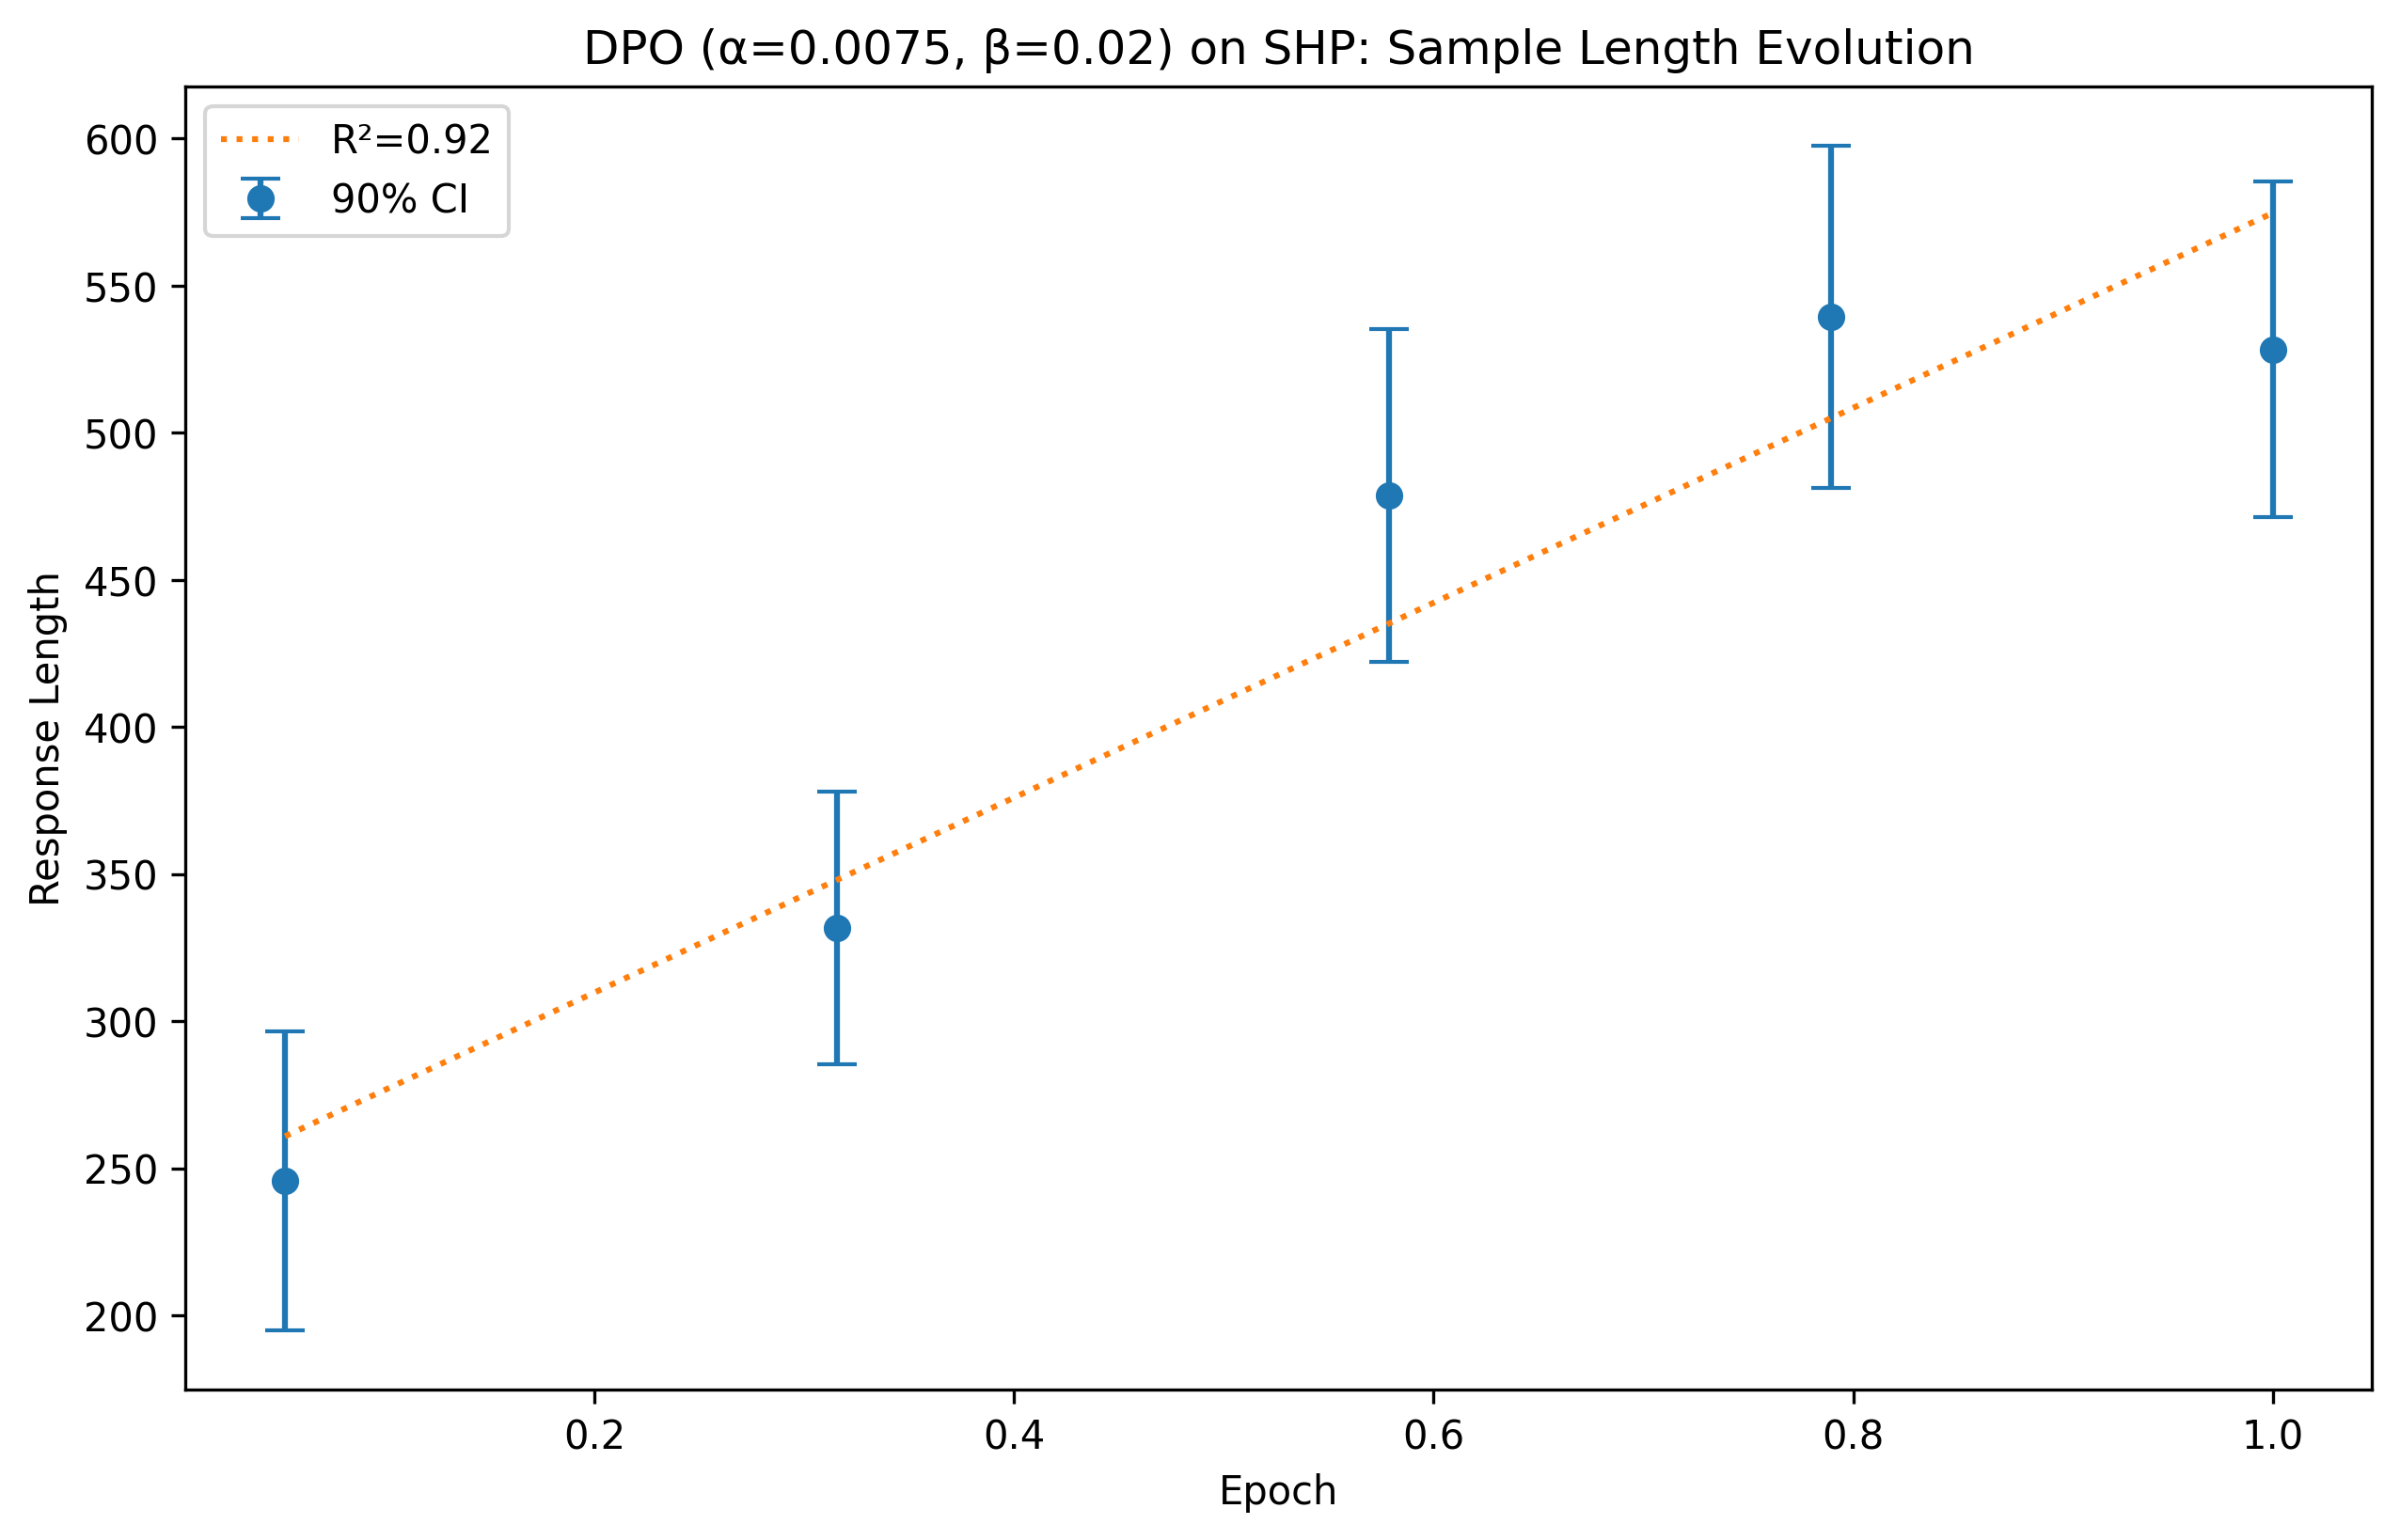 DPO (α=0.0075, β=0.02) on SHP: Sample Length Evolution
R²=0.92
90% CI
600
550
500
450
400
350
300
250
200
Response Length
0.2 0.4 0.6 0.8 1.0
Epoch